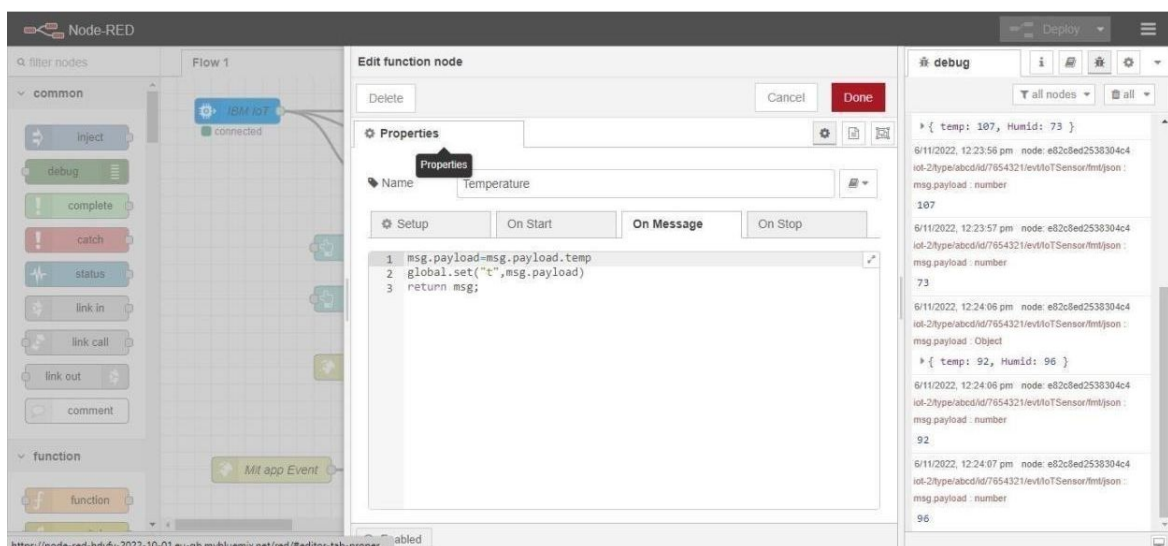 Node-RED
Deploy
filter nodes
Flow 1
common
inject
debug
complete
catch
status
link in
link call
link out
comment
function
function
IBM IoT
connected
Mit app Event
Edit function node
Delete
Cancel
Done
Properties
Properties
Name
Temperature
Setup
On Start
On Message
On Stop
1 msg.payload=msg.payload.temp
2 global.set("t",msg.payload)
3 return msg;
debug
i
all nodes
all
{ temp: 107, Humid: 73 }
6/11/2022, 12:23:56 pm node: e82c8ed2538304c4
iot-2/type/abcd/id/7654321/evt/IoTSensor/fmt/json :
msg.payload : number
107
6/11/2022, 12:23:57 pm node: e82c8ed2538304c4
iot-2/type/abcd/id/7654321/evt/IoTSensor/fmt/json :
msg.payload : number
73
6/11/2022, 12:24:06 pm node: e82c8ed2538304c4
iot-2/type/abcd/id/7654321/evt/IoTSensor/fmt/json :
msg.payload : Object
{ temp: 92, Humid: 96 }
6/11/2022, 12:24:06 pm node: e82c8ed2538304c4
iot-2/type/abcd/id/7654321/evt/IoTSensor/fmt/json :
msg.payload : number
92
6/11/2022, 12:24:07 pm node: e82c8ed2538304c4
iot-2/type/abcd/id/7654321/evt/IoTSensor/fmt/json :
msg.payload : number
96